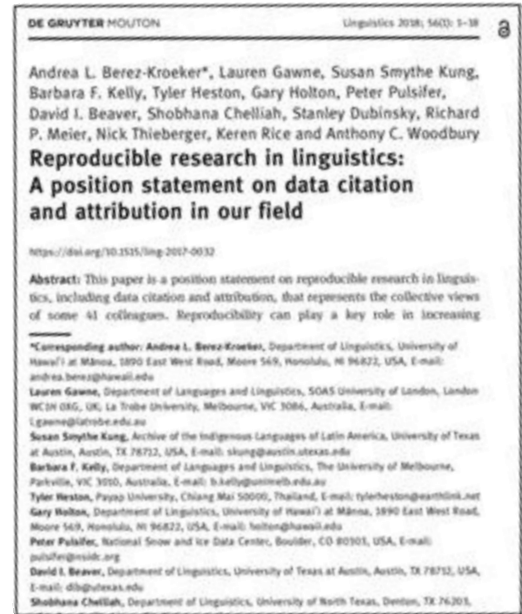 DE GRUYTER MOUTON Linguistics 2018; 56(1): 1–18
Andrea L. Berez-Kroeker*, Lauren Gawne, Susan Smythe Kung,
Barbara F. Kelly, Tyler Heston, Gary Holton, Peter Pulsifer,
David I. Beaver, Shobhana Chelliah, Stanley Dubinsky, Richard
P. Meier, Nick Thieberger, Keren Rice and Anthony C. Woodbury
Reproducible research in linguistics:
A position statement on data citation
and attribution in our field
https://doi.org/10.1515/ling-2017-0032
Abstract: This paper is a position statement on reproducible research in linguis-
tics, including data citation and attribution, that represents the collective views
of some 41 colleagues. Reproducibility can play a key role in increasing
*Corresponding author: Andrea L. Berez-Kroeker, Department of Linguistics, University of
Hawai'i at Mānoa, 1890 East West Road, Moore 569, Honolulu, HI 96822, USA, E-mail:
andrea.berez@hawaii.edu
Lauren Gawne, Department of Languages and Linguistics, SOAS University of London, London
WC1H 0XG, UK; La Trobe University, Melbourne, VIC 3086, Australia, E-mail:
l.gawne@latrobe.edu.au
Susan Smythe Kung, Archive of the Indigenous Languages of Latin America, University of Texas
at Austin, Austin, TX 78712, USA, E-mail: skung@austin.utexas.edu
Barbara F. Kelly, Department of Languages and Linguistics, The University of Melbourne,
Parkville, VIC 3010, Australia, E-mail: b.kelly@unimelb.edu.au
Tyler Heston, Payap University, Chiang Mai 50000, Thailand, E-mail: tylerheston@earthlink.net
Gary Holton, Department of Linguistics, University of Hawai'i at Mānoa, 1890 East West Road,
Moore 569, Honolulu, HI 96822, USA, E-mail: holton@hawaii.edu
Peter Pulsifer, National Snow and Ice Data Center, Boulder, CO 80303, USA, E-mail:
pulsifer@nsidc.org
David I. Beaver, Department of Linguistics, University of Texas at Austin, Austin, TX 78712, USA,
E-mail: dib@utexas.edu
Shobhana Chelliah, Department of Linguistics, University of North Texas, Denton, TX 76203,